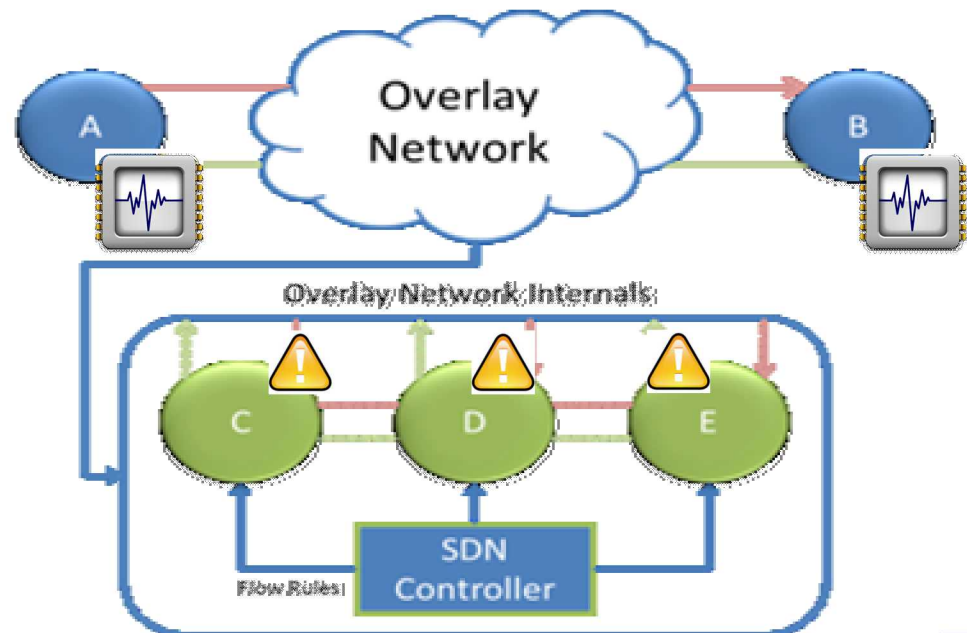 Overlay
Network
A
B
Overlay Network Internals
C
D
E
SDN
Controller
Flow Rules